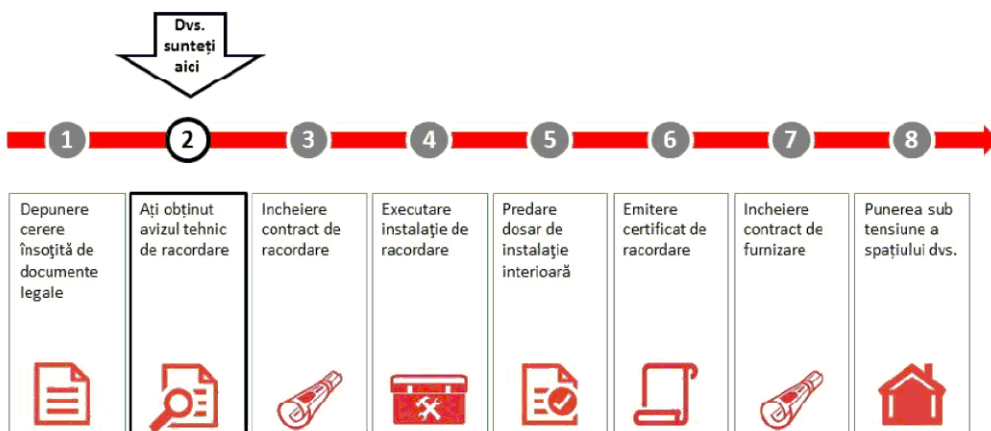 Dvs.
sunteți
aici
1
2
3
4
5
6
7
8
Depunere
cerere
însoțită de
documente
legale
Ați obținut
avizul tehnic
de racordare
Incheiere
contract de
racordare
Executare
instalație de
racordare
Predare
dosar de
instalație
interioară
Emitere
certificat de
racordare
Incheiere
contract de
furnizare
Punerea sub
tensiune a
spațiului dvs.